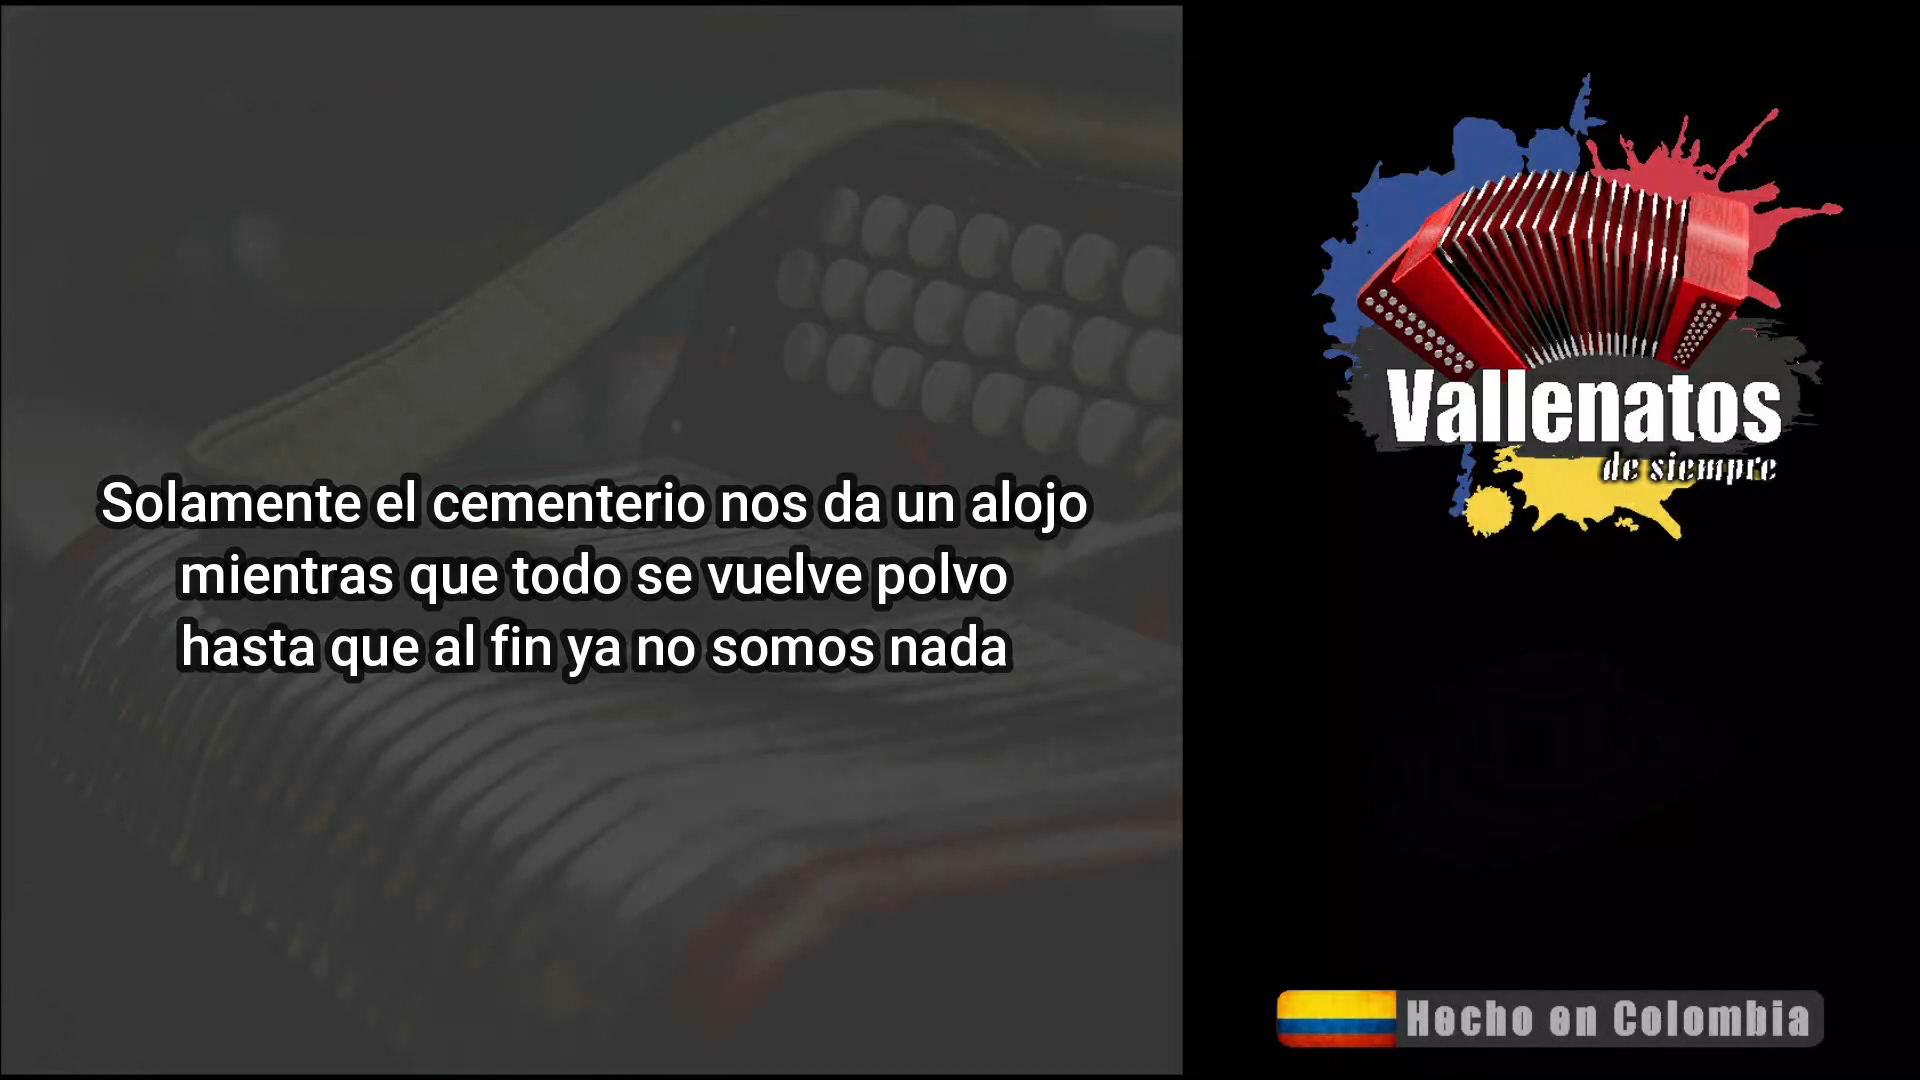 Solamente el cementerio nos da un alojo
mientras que todo se vuelve polvo
hasta que al fin ya no somos nada
Vallenatos
de siempre
Hecho en Colombia